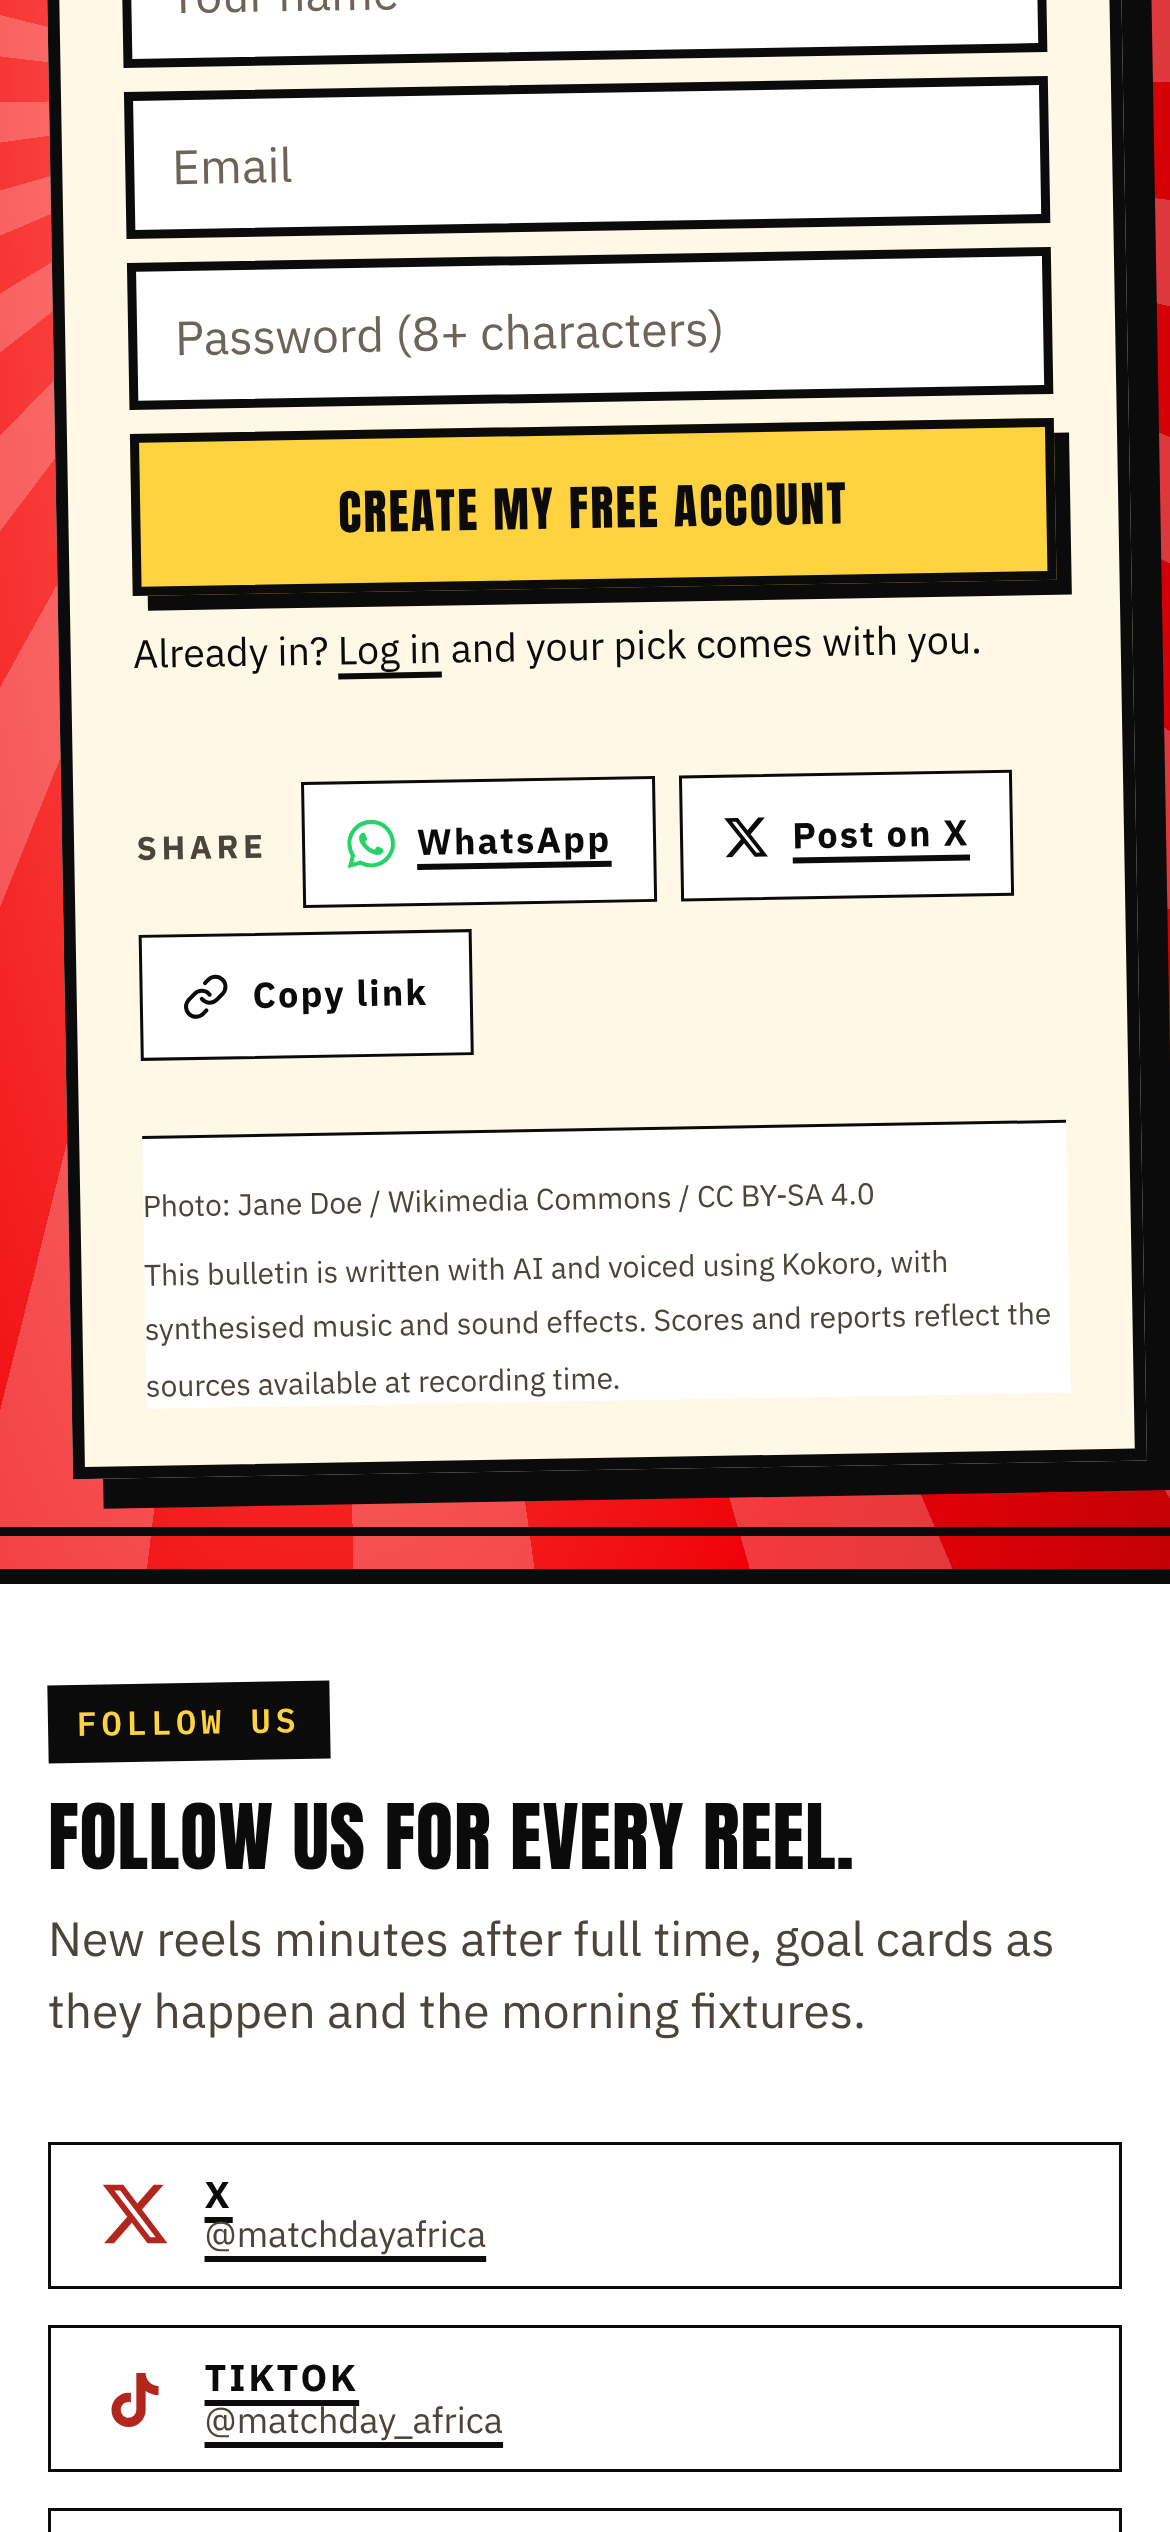 Your name
Email
Password (8+ characters)
CREATE MY FREE ACCOUNT
Already in? Log in and your pick comes with you.
SHARE
WhatsApp
Post on X
Copy link
Photo: Jane Doe / Wikimedia Commons / CC BY-SA 4.0
This bulletin is written with AI and voiced using Kokoro, with
synthesised music and sound effects. Scores and reports reflect the
sources available at recording time.
FOLLOW US
FOLLOW US FOR EVERY REEL.
New reels minutes after full time, goal cards as
they happen and the morning fixtures.
X
@matchdayafrica
TIKTOK
@matchday_africa